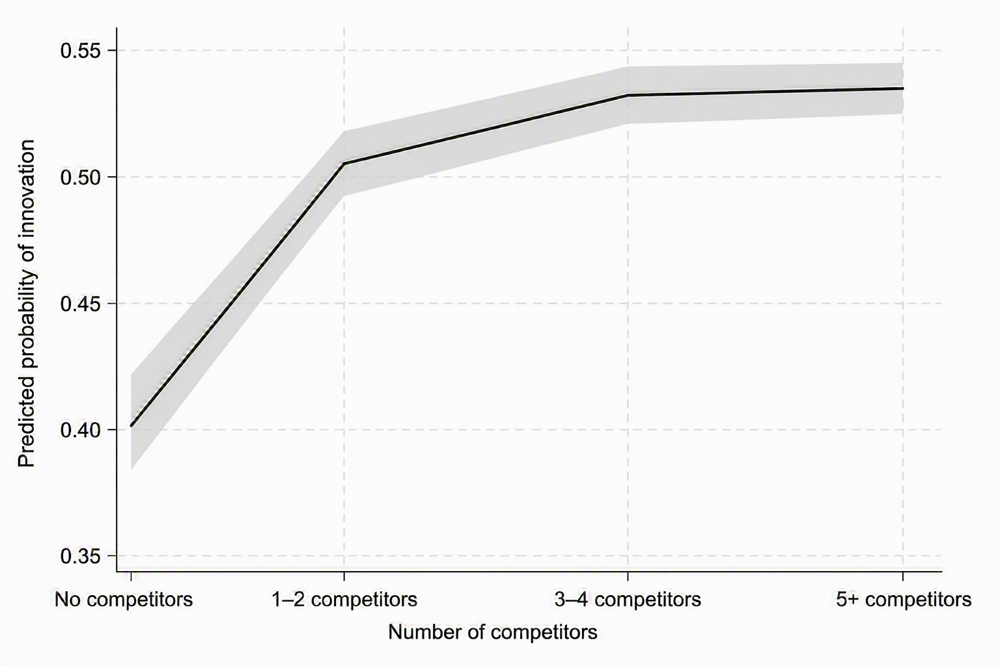 Predicted probability of innovation
0.55
0.50
0.45
0.40
0.35
No competitors
1–2 competitors
3–4 competitors
5+ competitors
Number of competitors